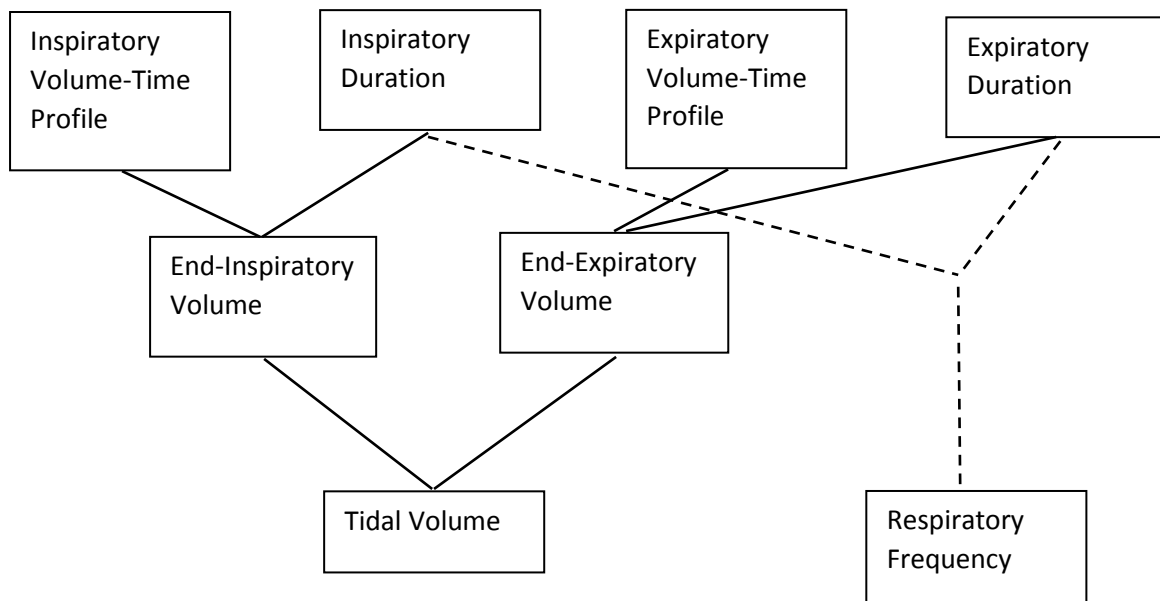 Inspiratory
Volume-Time
Profile
Inspiratory
Duration
Expiratory
Volume-Time
Profile
Expiratory
Duration
End-Inspiratory
Volume
End-Expiratory
Volume
Tidal Volume
Respiratory
Frequency